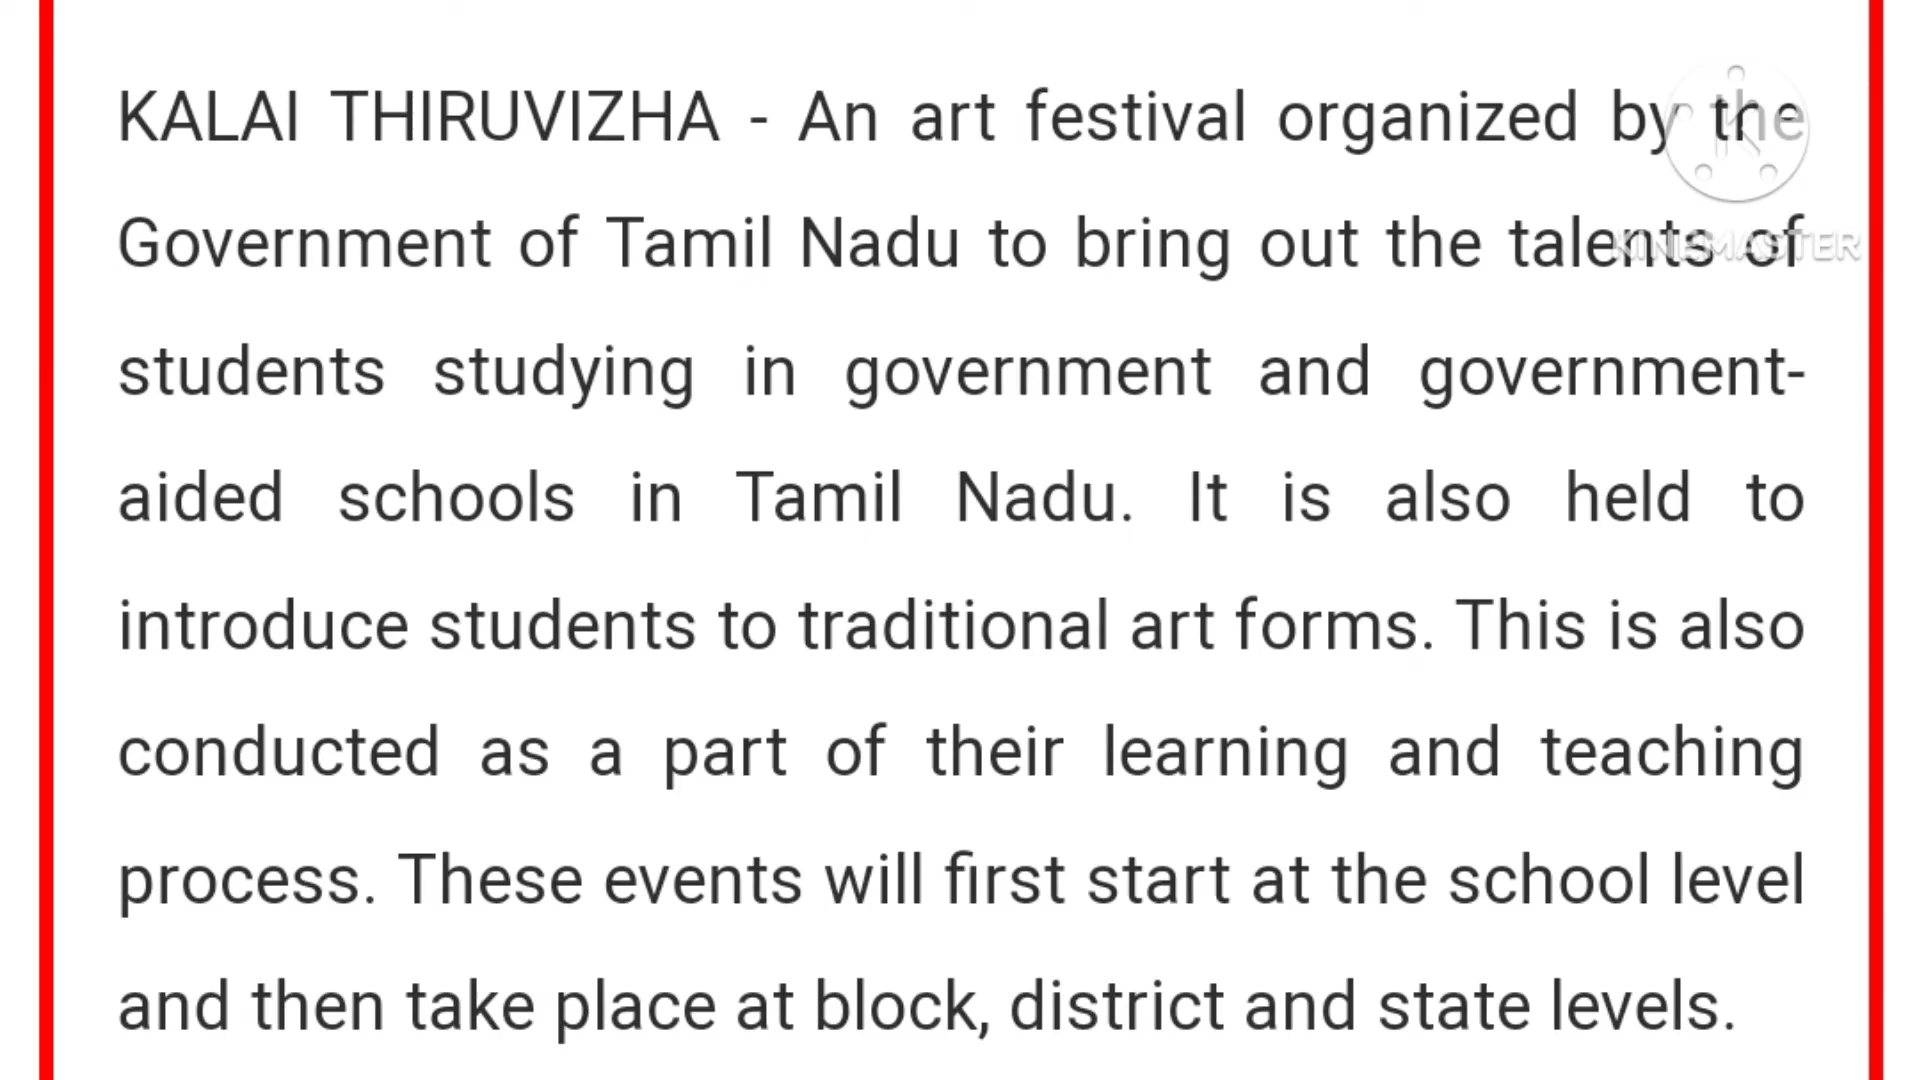 KALAI THIRUVIZHA - An art festival organized by the
Government of Tamil Nadu to bring out the talents of
students studying in government and government-
aided schools in Tamil Nadu. It is also held to
introduce students to traditional art forms. This is also
conducted as a part of their learning and teaching
process. These events will first start at the school level
and then take place at block, district and state levels.
KINEMASTER